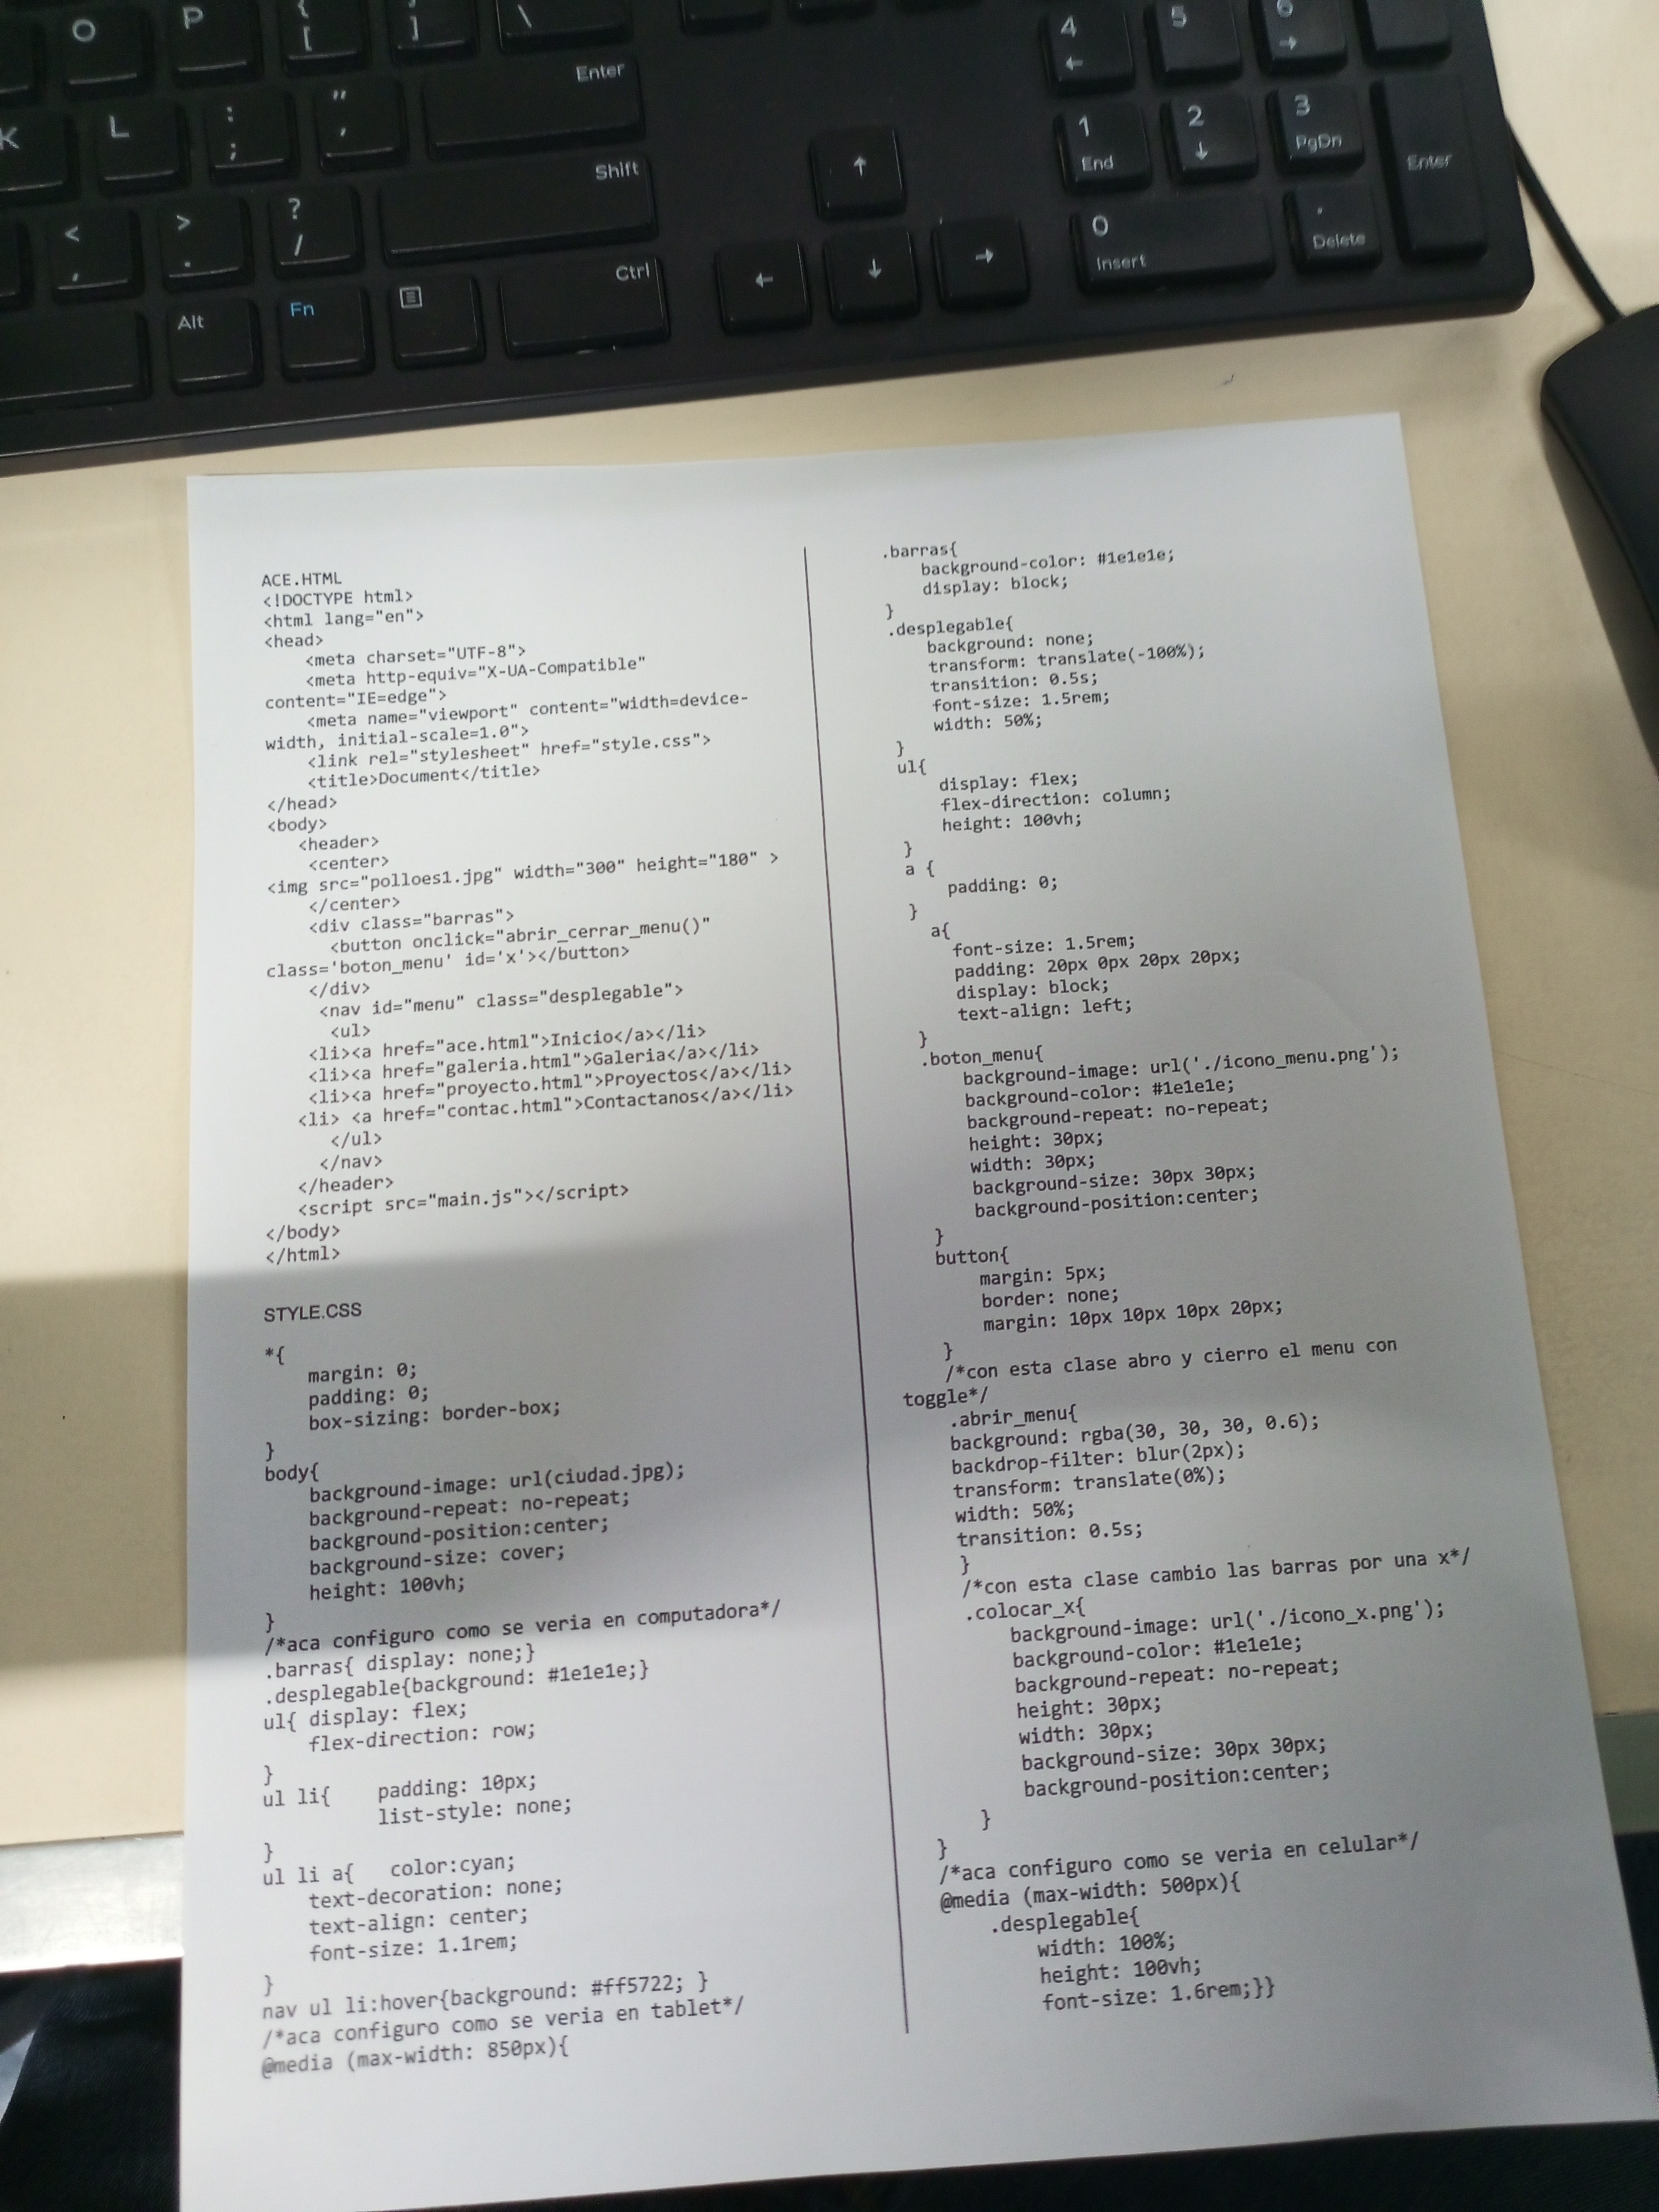 O
P
{
[
}
]
\
Enter
K
L
:
;
"
'
Shift
<
,
>
.
?
/
Ctrl
Alt
Fn
4
←
5
6
→
1
End
2
↓
3
PgDn
Enter
0
Insert
.
Delete
↑
←
↓
→
ACE.HTML
<!DOCTYPE html>
<html lang="en">
<head>
<meta charset="UTF-8">
<meta http-equiv="X-UA-Compatible"
content="IE=edge">
<meta name="viewport" content="width=device-
width, initial-scale=1.0">
<link rel="stylesheet" href="style.css">
<title>Document</title>
</head>
<body>
<header>
<center>
<img src="polloes1.jpg" width="300" height="180" >
</center>
<div class="barras">
<button onclick="abrir_cerrar_menu()"
class='boton_menu' id='x'></button>
</div>
<nav id="menu" class="desplegable">
<ul>
<li><a href="ace.html">Inicio</a></li>
<li><a href="galeria.html">Galeria</a></li>
<li><a href="proyecto.html">Proyectos</a></li>
<li> <a href="contac.html">Contactanos</a></li>
</ul>
</nav>
</header>
<script src="main.js"></script>
</body>
</html>
STYLE.CSS
*{
margin: 0;
padding: 0;
box-sizing: border-box;
}
body{
background-image: url(ciudad.jpg);
background-repeat: no-repeat;
background-position:center;
background-size: cover;
height: 100vh;
}
/*aca configuro como se veria en computadora*/
.barras{ display: none;}
.desplegable{background: #1e1e1e;}
ul{ display: flex;
flex-direction: row;
}
ul li{ padding: 10px;
list-style: none;
}
ul li a{ color:cyan;
text-decoration: none;
text-align: center;
font-size: 1.1rem;
}
nav ul li:hover{background: #ff5722; }
/*aca configuro como se veria en tablet*/
@media (max-width: 850px){
.barras{
background-color: #1e1e1e;
display: block;
}
.desplegable{
background: none;
transform: translate(-100%);
transition: 0.5s;
font-size: 1.5rem;
width: 50%;
}
ul{
display: flex;
flex-direction: column;
height: 100vh;
}
a {
padding: 0;
}
a{
font-size: 1.5rem;
padding: 20px 0px 20px 20px;
display: block;
text-align: left;
}
.boton_menu{
background-image: url('./icono_menu.png');
background-color: #1e1e1e;
background-repeat: no-repeat;
height: 30px;
width: 30px;
background-size: 30px 30px;
background-position:center;
}
button{
margin: 5px;
border: none;
margin: 10px 10px 10px 20px;
}
/*con esta clase abro y cierro el menu con
toggle*/
.abrir_menu{
background: rgba(30, 30, 30, 0.6);
backdrop-filter: blur(2px);
transform: translate(0%);
width: 50%;
transition: 0.5s;
}
/*con esta clase cambio las barras por una x*/
.colocar_x{
background-image: url('./icono_x.png');
background-color: #1e1e1e;
background-repeat: no-repeat;
height: 30px;
width: 30px;
background-size: 30px 30px;
background-position:center;
}
}
/*aca configuro como se veria en celular*/
@media (max-width: 500px){
.desplegable{
width: 100%;
height: 100vh;
font-size: 1.6rem;}}